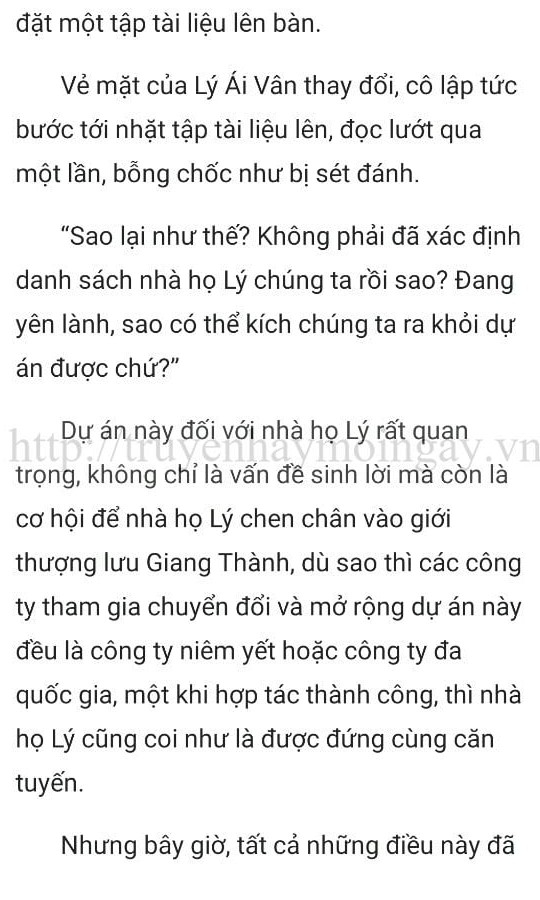 đặt một tập tài liệu lên bàn.
Vẻ mặt của Lý Ái Vân thay đổi, cô lập tức
bước tới nhặt tập tài liệu lên, đọc lướt qua
một lần, bỗng chốc như bị sét đánh.
“Sao lại như thế? Không phải đã xác định
danh sách nhà họ Lý chúng ta rồi sao? Đang
yên lành, sao có thể kích chúng ta ra khỏi dự
án được chứ?”
Dự án này đối với nhà họ Lý rất quan
http://truyenhaymoingay.vn
trọng, không chỉ là vấn đề sinh lời mà còn là
cơ hội để nhà họ Lý chen chân vào giới
thượng lưu Giang Thành, dù sao thì các công
ty tham gia chuyển đổi và mở rộng dự án này
đều là công ty niêm yết hoặc công ty đa
quốc gia, một khi hợp tác thành công, thì nhà
họ Lý cũng coi như là được đứng cùng căn
tuyến.
Nhưng bây giờ, tất cả những điều này đã